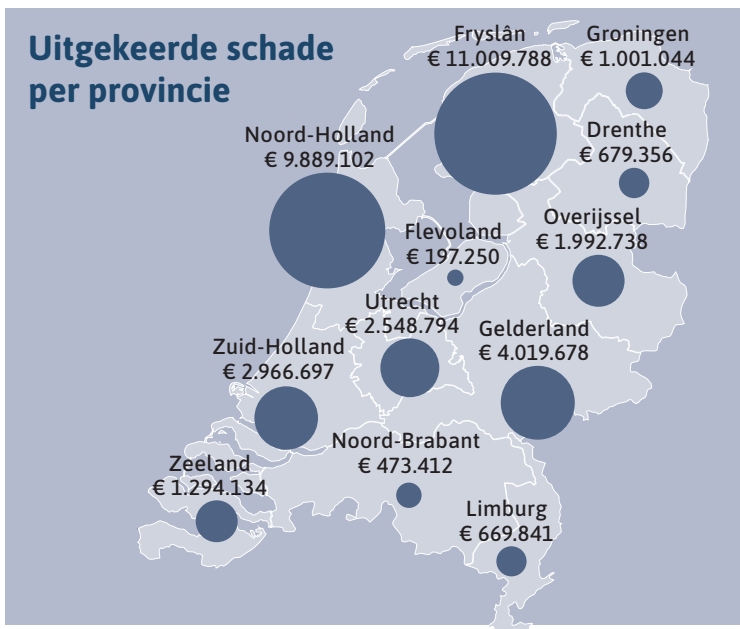 Uitgekeerde schade
per provincie
Fryslân
€ 11.009.788
Groningen
€ 1.001.044
Noord-Holland
€ 9.889.102
Drenthe
€ 679.356
Flevoland
€ 197.250
Overijssel
€ 1.992.738
Utrecht
€ 2.548.794
Gelderland
€ 4.019.678
Zuid-Holland
€ 2.966.697
Noord-Brabant
€ 473.412
Zeeland
€ 1.294.134
Limburg
€ 669.841